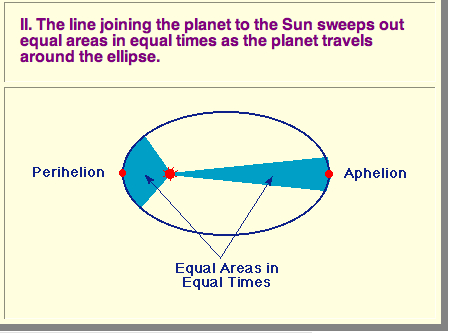 II. The line joining the planet to the Sun sweeps out
equal areas in equal times as the planet travels
around the ellipse.
Perihelion
Aphelion
Equal Areas in
Equal Times